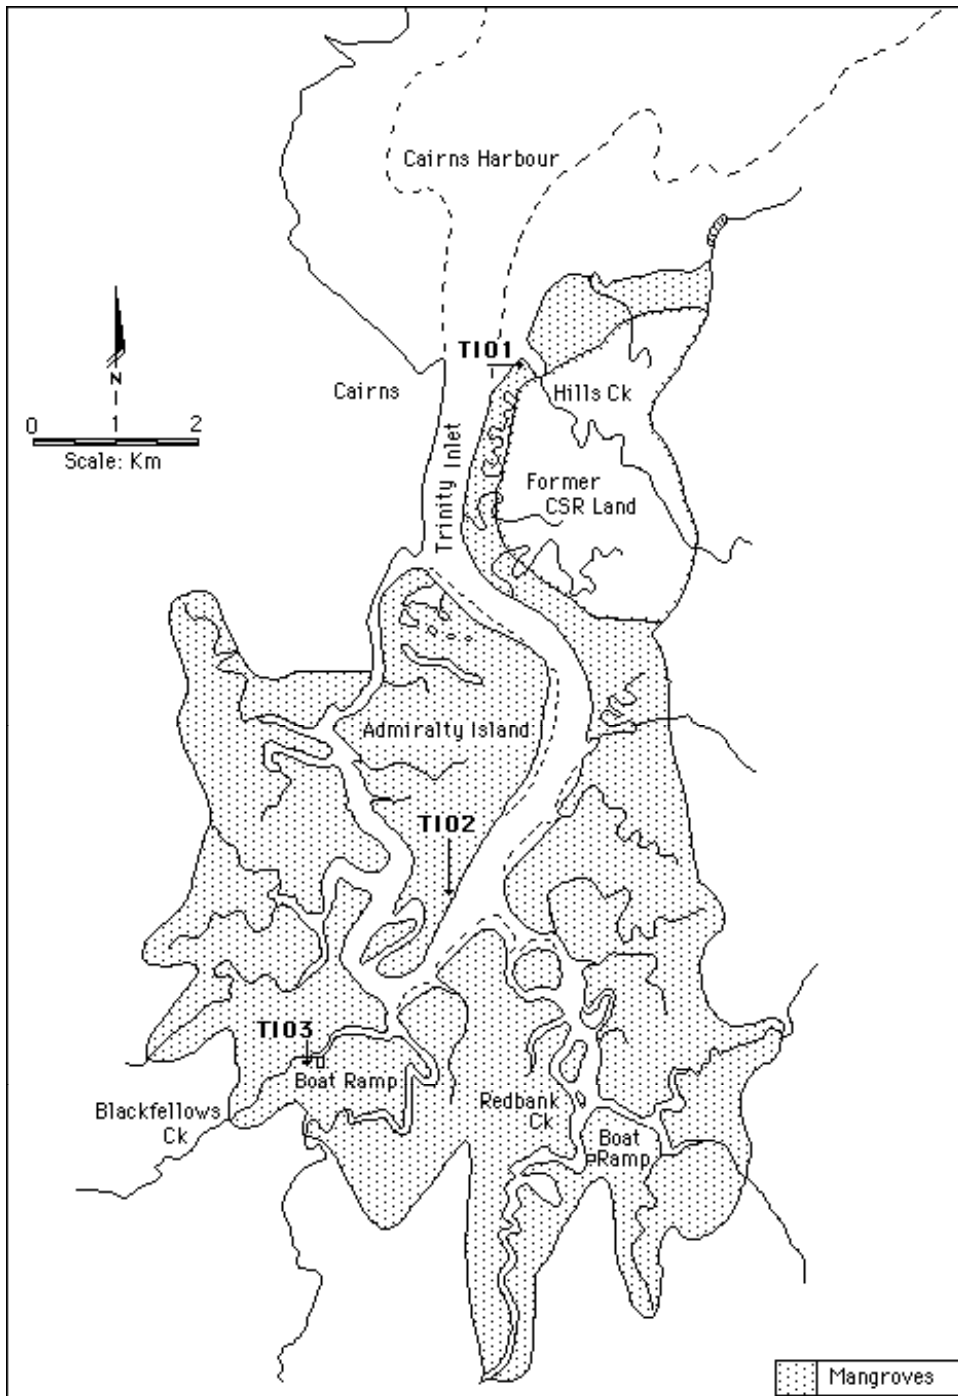 Cairns Harbour
TI01
N
Cairns
Hills Ck
0 1 2
Scale: Km
Trinity Inlet
Former
CSR Land
Admiralty Island
TI02
TI03
Boat Ramp
Blackfellows
Ck
Redbank
Ck
Boat
Ramp
Mangroves